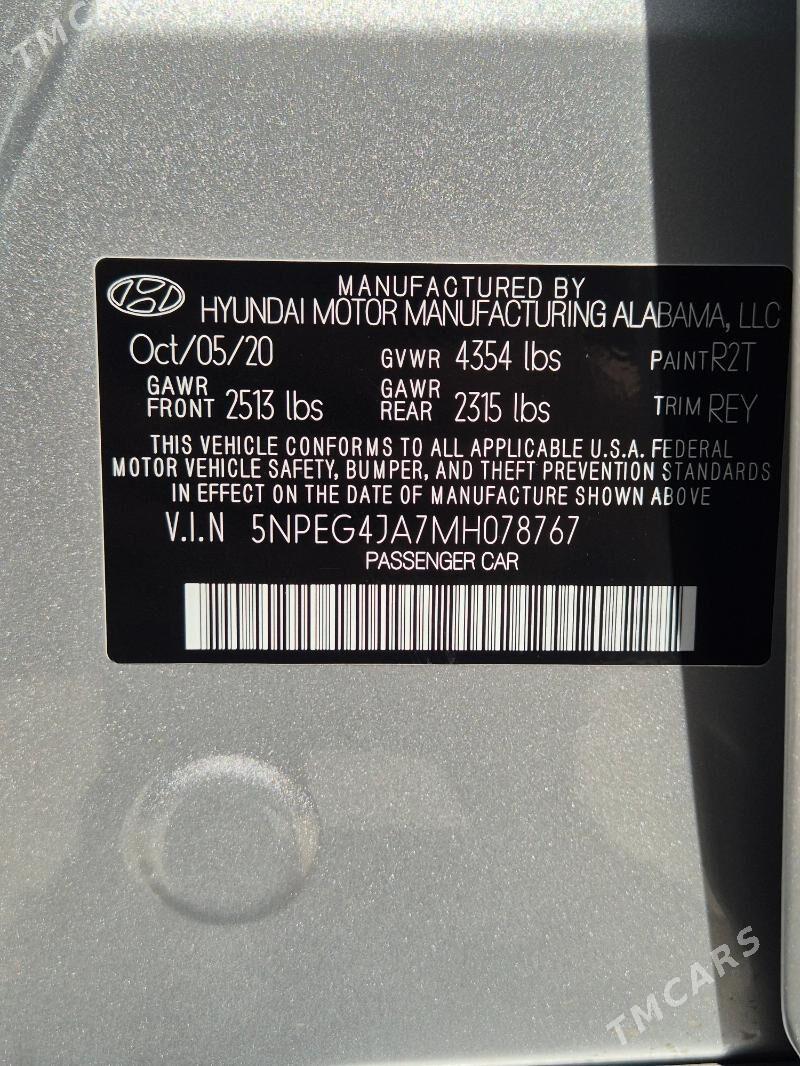 TMCARS
MANUFACTURED BY
HYUNDAI MOTOR MANUFACTURING ALABAMA, LLC
Oct/05/20 GVWR 4354 lbs PAINT R2T
GAWR FRONT 2513 lbs GAWR REAR 2315 lbs TRIM REY
THIS VEHICLE CONFORMS TO ALL APPLICABLE U.S.A. FEDERAL
MOTOR VEHICLE SAFETY, BUMPER, AND THEFT PREVENTION STANDARDS
IN EFFECT ON THE DATE OF MANUFACTURE SHOWN ABOVE
V.I.N 5NPEG4JA7MH078767
PASSENGER CAR
TMCARS